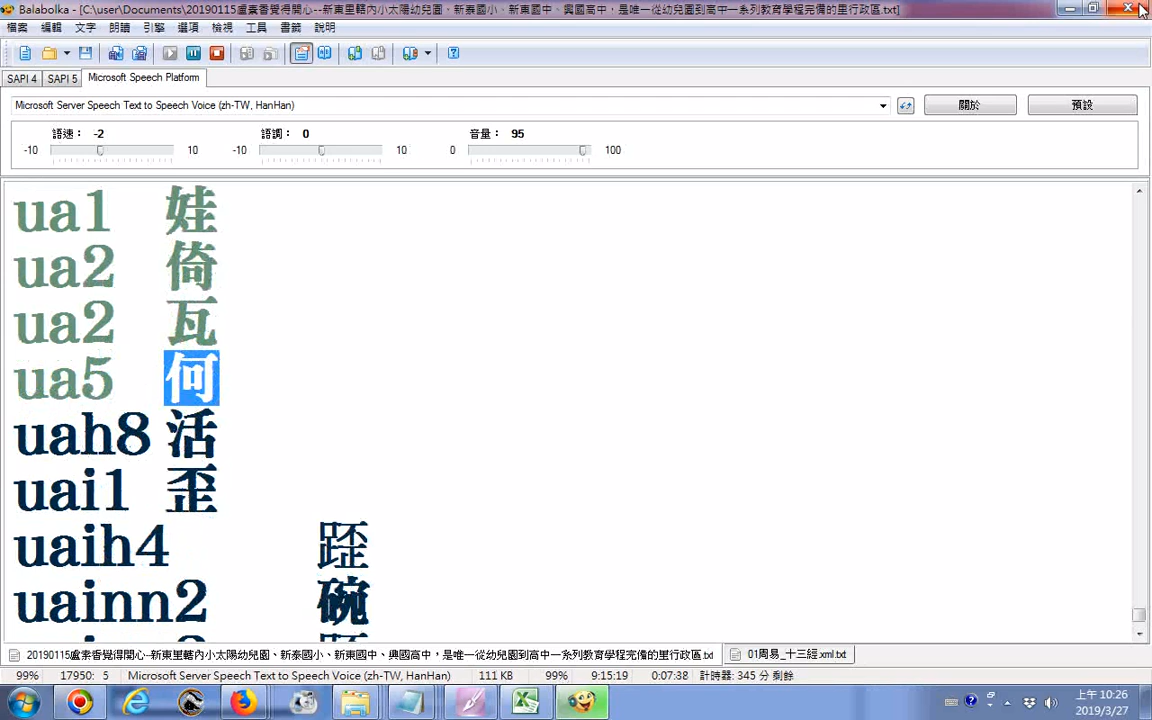 Balabolka - [C:\user\Documents\20190115盧索香覺得開心--新東里轄內小太陽幼兒園、新泰國小、新東國中、興國高中，是唯一從幼兒園到高中一系列教育學程完備的里行政區.txt]
檔案 編輯 文字 朗讀 引擎 選項 檢視 工具 書籤 說明
SAPI 4 SAPI 5 Microsoft Speech Platform
Microsoft Server Speech Text to Speech Voice (zh-TW, HanHan) 關於 預設
語速： -2 語調： 0 音量： 95
-10 10 -10 10 0 100
ua1 娃
ua2 倚
ua2 瓦
ua5 何
uah8 活
uai1 歪
uaih4
uainn2 碗
20190115盧索香覺得開心--新東里轄內小太陽幼兒園、新泰國小、新東國中、興國高中，是唯一從幼兒園到高中一系列教育學程完備的里行政區.txt 01周易_十三經.xml.txt
99% 17950: 5 Microsoft Server Speech Text to Speech Voice (zh-TW, HanHan) 111 KB 99% 9:15:19 0:07:38 計時器: 345 分 剩餘
上午 10:26
2019/3/27